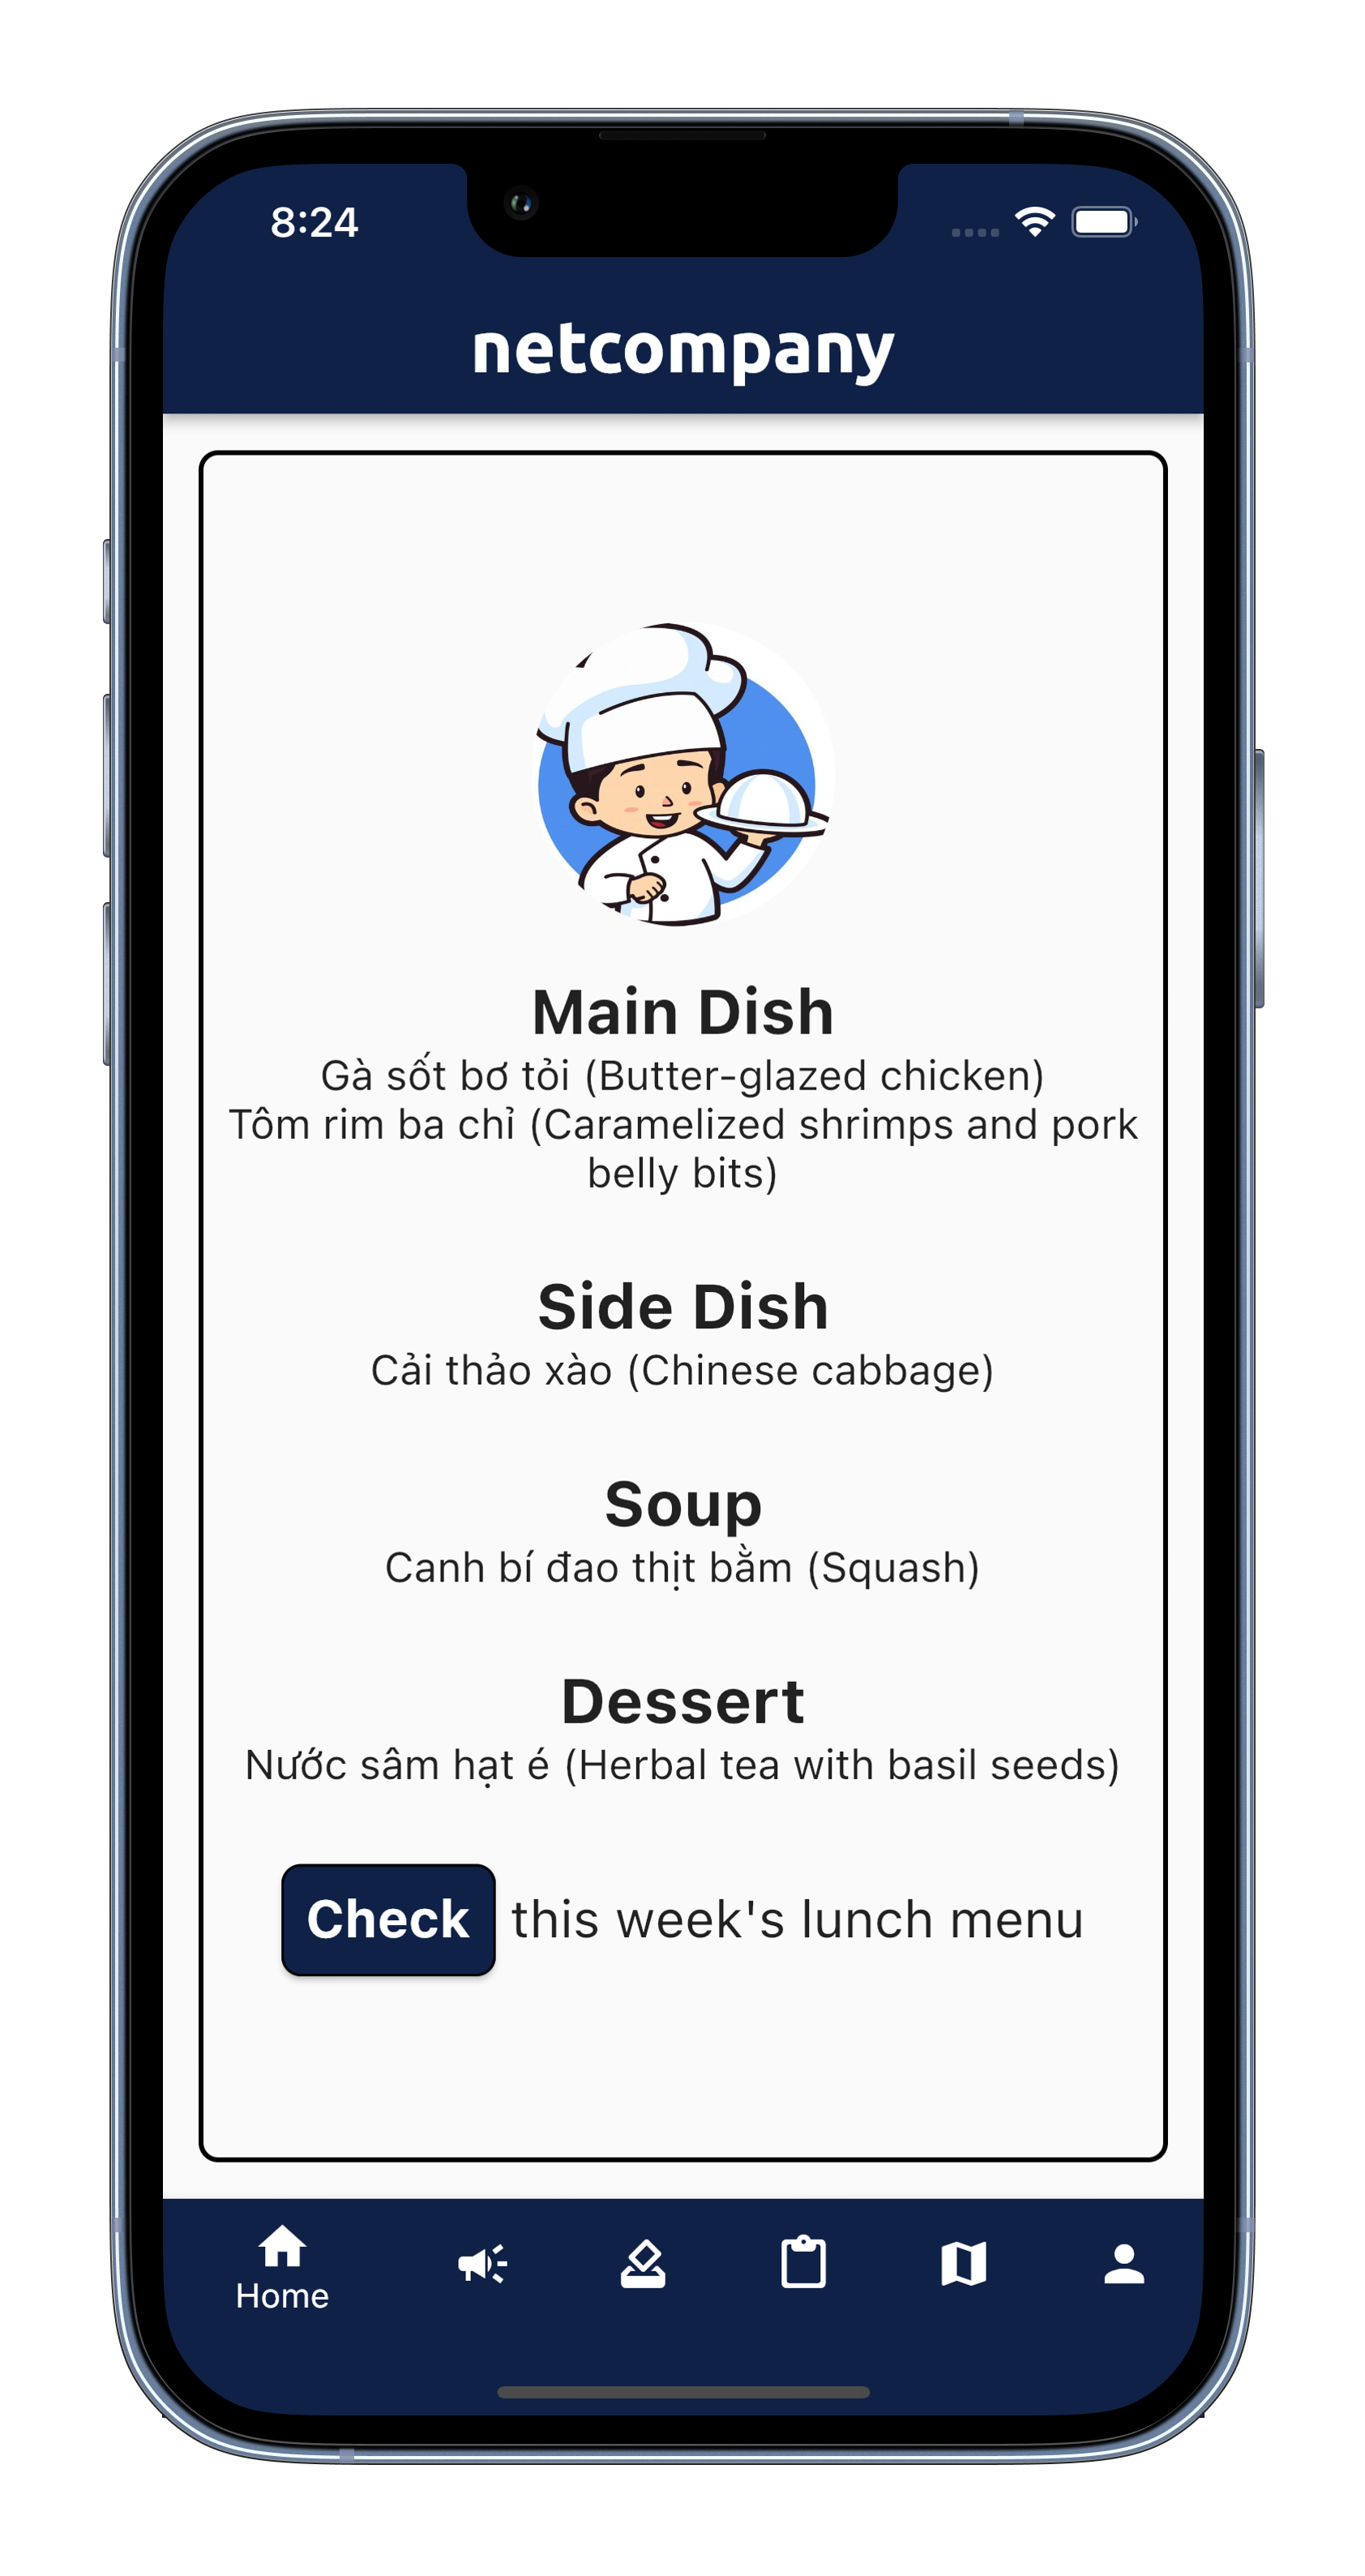 8:24
netcompany
Main Dish
Gà sốt bơ tỏi (Butter-glazed chicken)
Tôm rim ba chỉ (Caramelized shrimps and pork
belly bits)
Side Dish
Cải thảo xào (Chinese cabbage)
Soup
Canh bí đao thịt bằm (Squash)
Dessert
Nước sâm hạt é (Herbal tea with basil seeds)
Check this week's lunch menu
Home